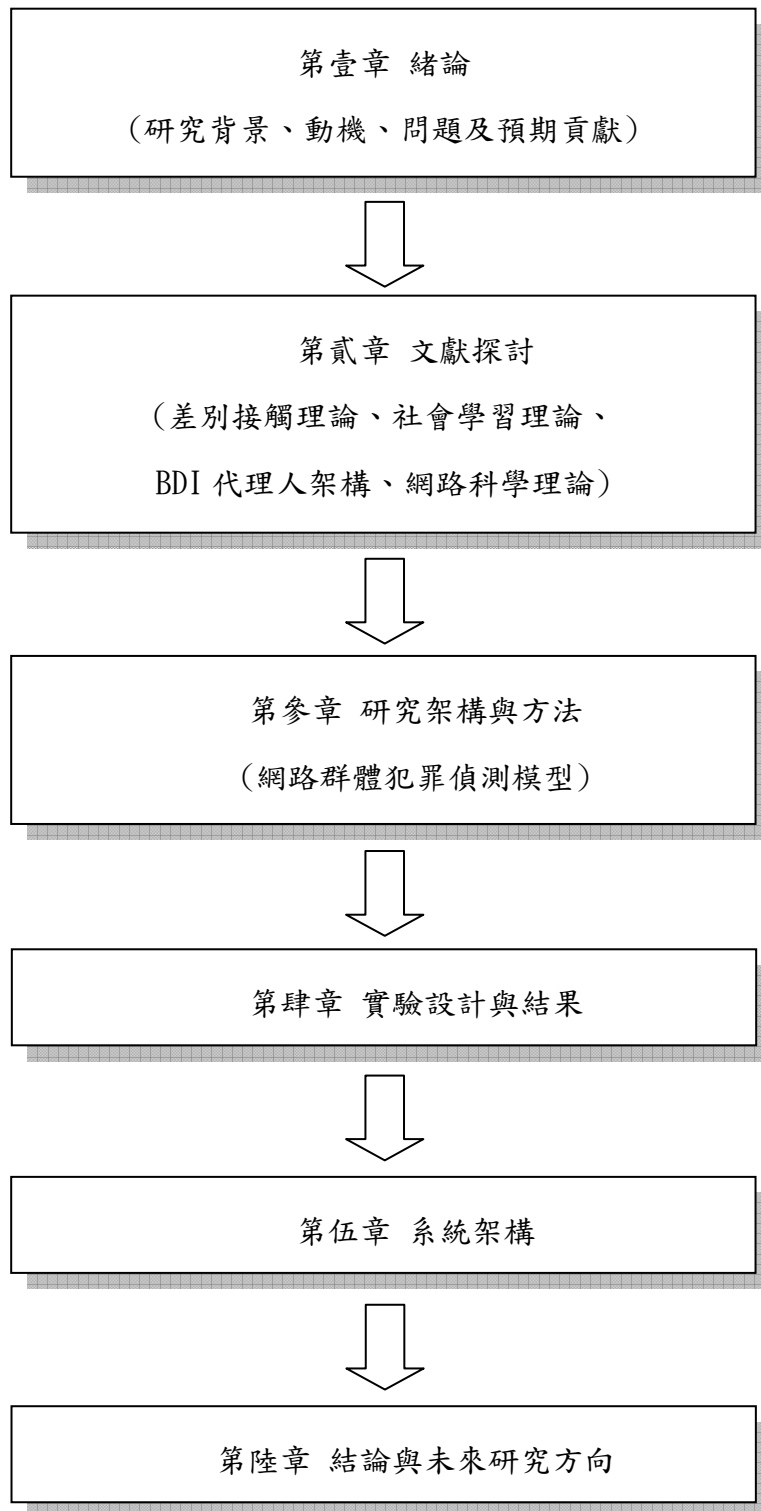 第壹章 緒論
(研究背景、動機、問題及預期貢獻)
第貳章 文獻探討
(差別接觸理論、社會學習理論、
BDI 代理人架構、網路科學理論)
第參章 研究架構與方法
(網路群體犯罪偵測模型)
第肆章 實驗設計與結果
第伍章 系統架構
第陸章 結論與未來研究方向